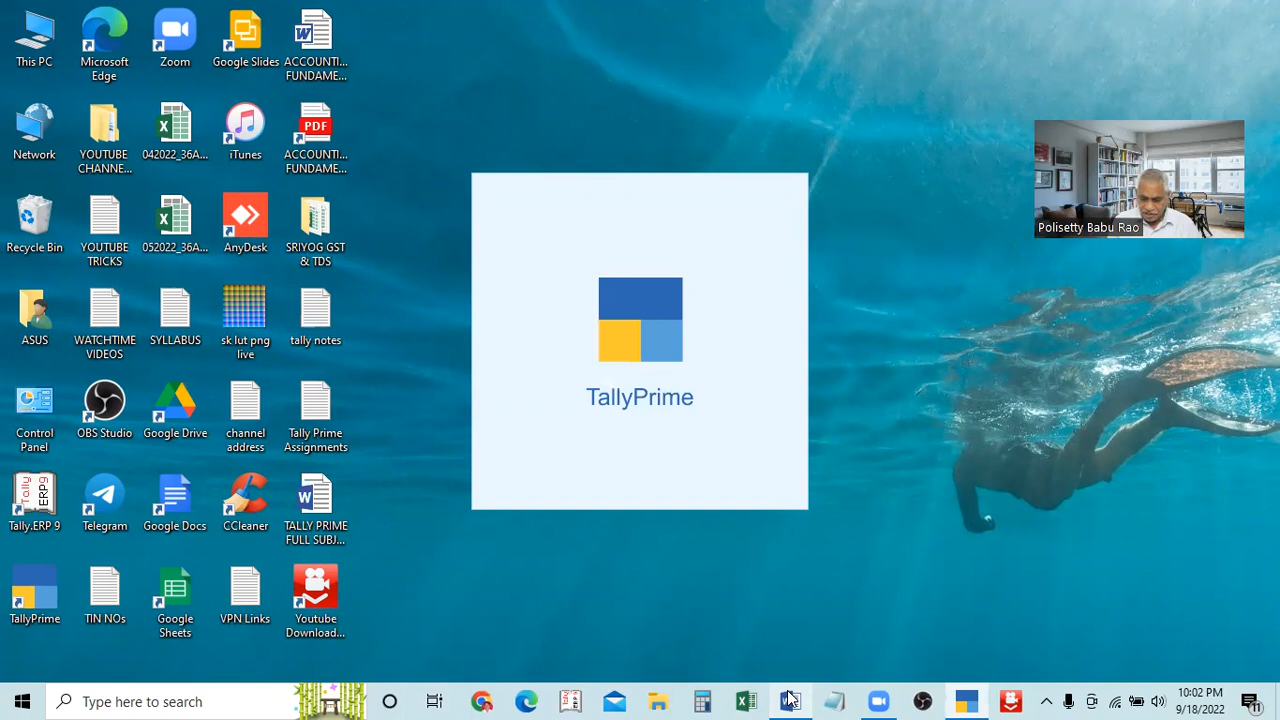 This PC
Microsoft
Edge
Zoom
Google Slides
ACCOUNTI...
FUNDAME...
Network
YOUTUBE
CHANNE...
042022_36A...
iTunes
PDF
ACCOUNTI...
FUNDAME...
Recycle Bin
YOUTUBE
TRICKS
052022_36A...
AnyDesk
SRIYOG GST
& TDS
ASUS
WATCHTIME
VIDEOS
SYLLABUS
sk lut png
live
tally notes
Control
Panel
OBS Studio
Google Drive
channel
address
Tally Prime
Assignments
Tally.ERP 9
Telegram
Google Docs
CCleaner
TALLY PRIME
FULL SUBJ...
TallyPrime
TIN NOs
Google
Sheets
VPN Links
Youtube
Download...
TallyPrime
Polisetty Babu Rao
Type here to search
10:02 PM
9/18/2022